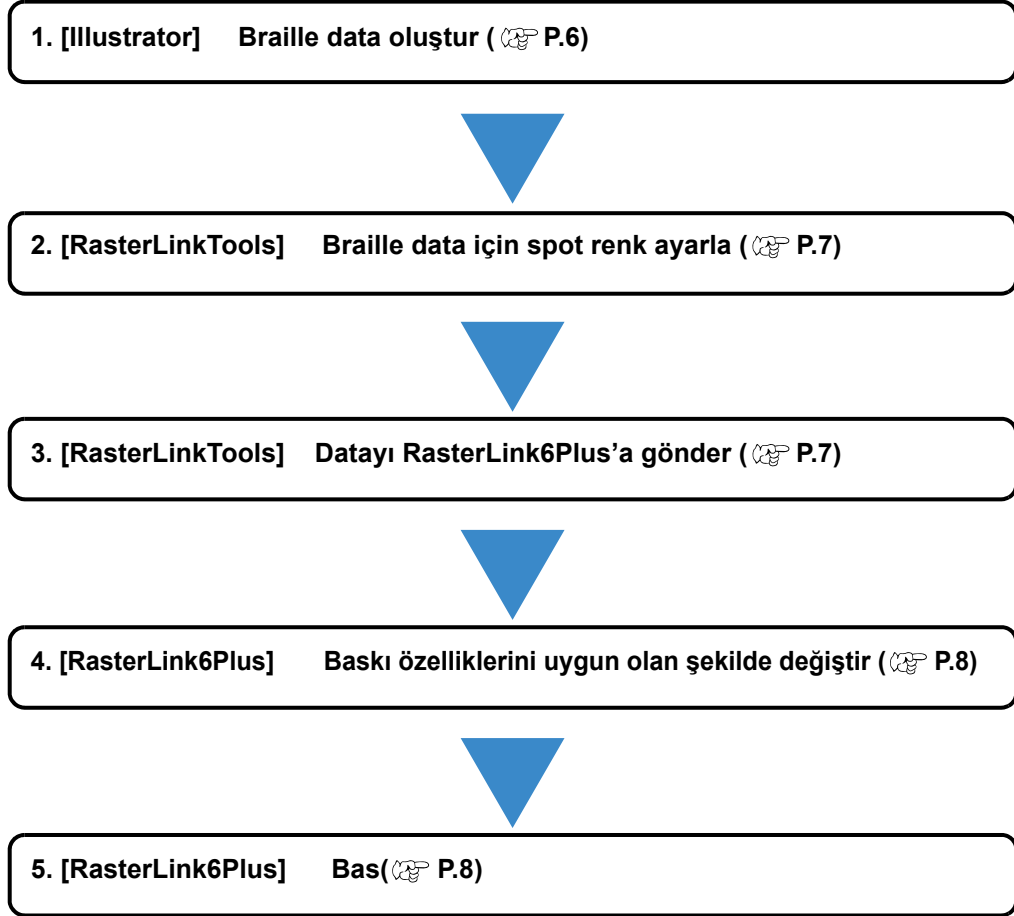 1. [Illustrator] Braille data oluştur ( P.6)
2. [RasterLinkTools] Braille data için spot renk ayarla ( P.7)
3. [RasterLinkTools] Datayı RasterLink6Plus’a gönder ( P.7)
4. [RasterLink6Plus] Baskı özelliklerini uygun olan şekilde değiştir ( P.8)
5. [RasterLink6Plus] Bas( P.8)